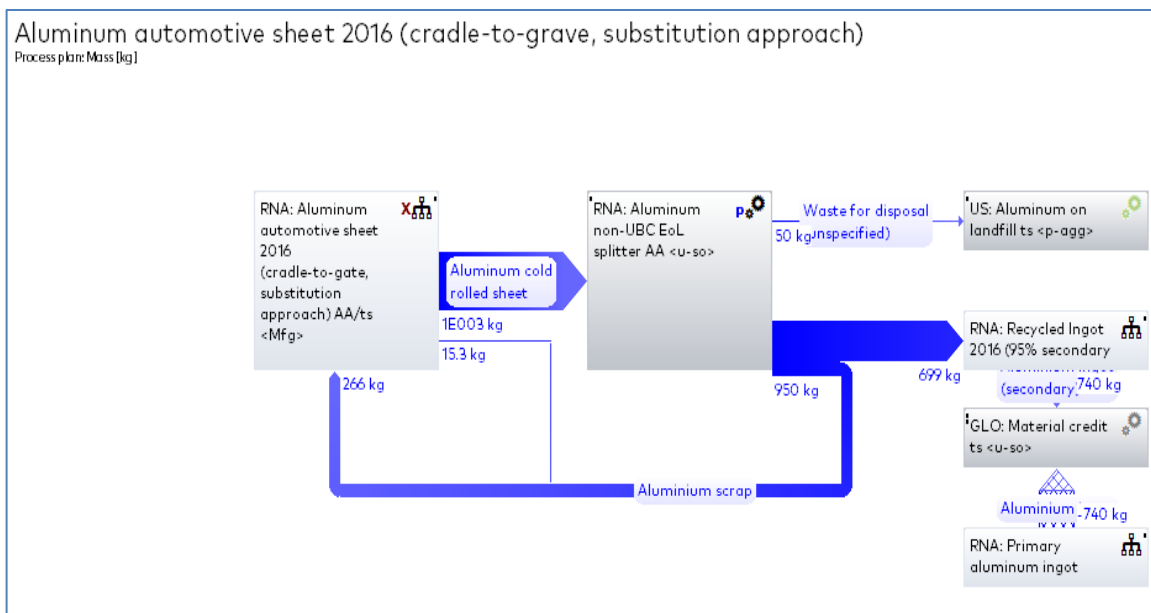 Aluminum automotive sheet 2016 (cradle-to-grave, substitution approach)
Process plan: Mass [kg]
RNA: Aluminum
automotive sheet
2016
(cradle-to-gate,
substitution
approach) AA/ts
<Mfg>
X
Aluminum cold
rolled sheet
1E003 kg
15.3 kg
266 kg
RNA: Aluminum
non-UBC EoL
splitter AA <u-so>
p
Waste for disposal
unspecified)
50 kg
US: Aluminum on
landfill ts <p-agg>
950 kg
699 kg
RNA: Recycled Ingot
2016 (95% secondary
(secondary)
740 kg
GLO: Material credit
ts <u-so>
Aluminium scrap
Aluminium
-740 kg
RNA: Primary
aluminum ingot